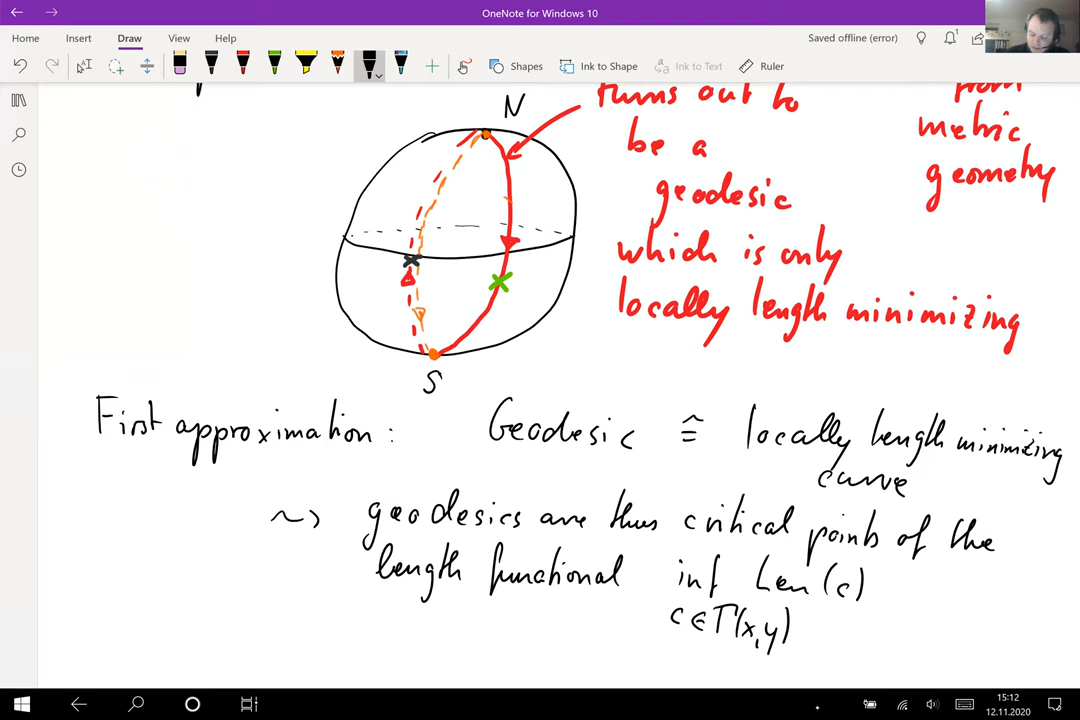 OneNote for Windows 10
Home Insert Draw View Help
Saved offline (error)
Shapes Ink to Shape Ink to Text Ruler
N
turns out to
be a
geodesic
which is only
locally length minimizing
from
metric
geometry
S
First approximation: Geodesic ≙ locally length minimizing
curve
~> geodesics are thus critical points of the
length functional inf Len(c)
c∈Γ(x,y)
15:12
12.11.2020